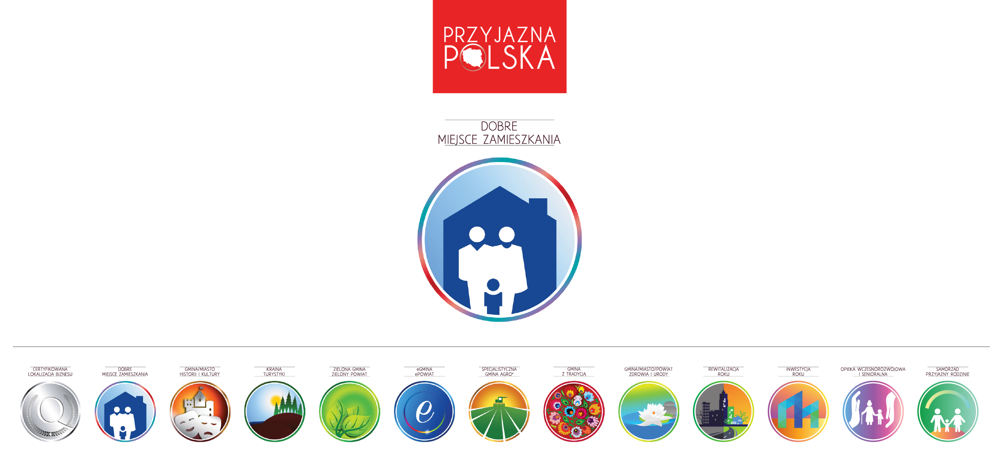 PRZYJAZNA
POLSKA
DOBRE
MIEJSCE ZAMIESZKANIA
CERTYFIKOWANA
LOKALIZACJA BIZNESU
DOBRE
MIEJSCE ZAMIESZKANIA
GMINA/MIASTO
HISTORII I KULTURY
KRAINA
TURYSTYKI
ZIELONA GMINA
ZIELONY POWIAT
eGMINA
ePOWIAT
SPECJALISTYCZNA
GMINA AGRO"
GMINA
Z TRADYCJĄ
GMINA/MIASTO/POWIAT
ZDROWIA I URODY
REWITALIZACJA
ROKU
INWESTYCJA
ROKU
OPIEKA WCZESNOROZWOJOWA
I SENIORALNA
SAMORZĄD
PRZYJAZNY RODZINIE
Q
e